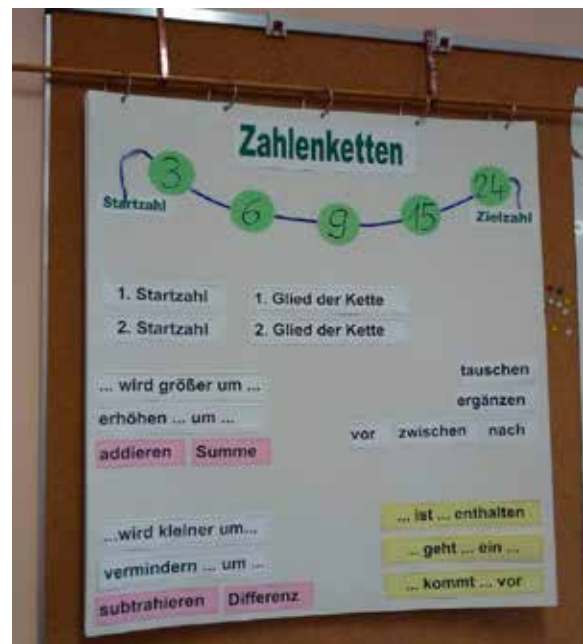 Zahlenketten
3 6 9 15 24
Startzahl
Zielzahl
1. Startzahl
1. Glied der Kette
2. Startzahl
2. Glied der Kette
... wird größer um ...
erhöhen ... um ...
addieren Summe
tauschen
ergänzen
vor zwischen nach
...wird kleiner um...
vermindern ... um ...
subtrahieren Differenz
... ist ... enthalten
... geht ... ein ...
... kommt ... vor